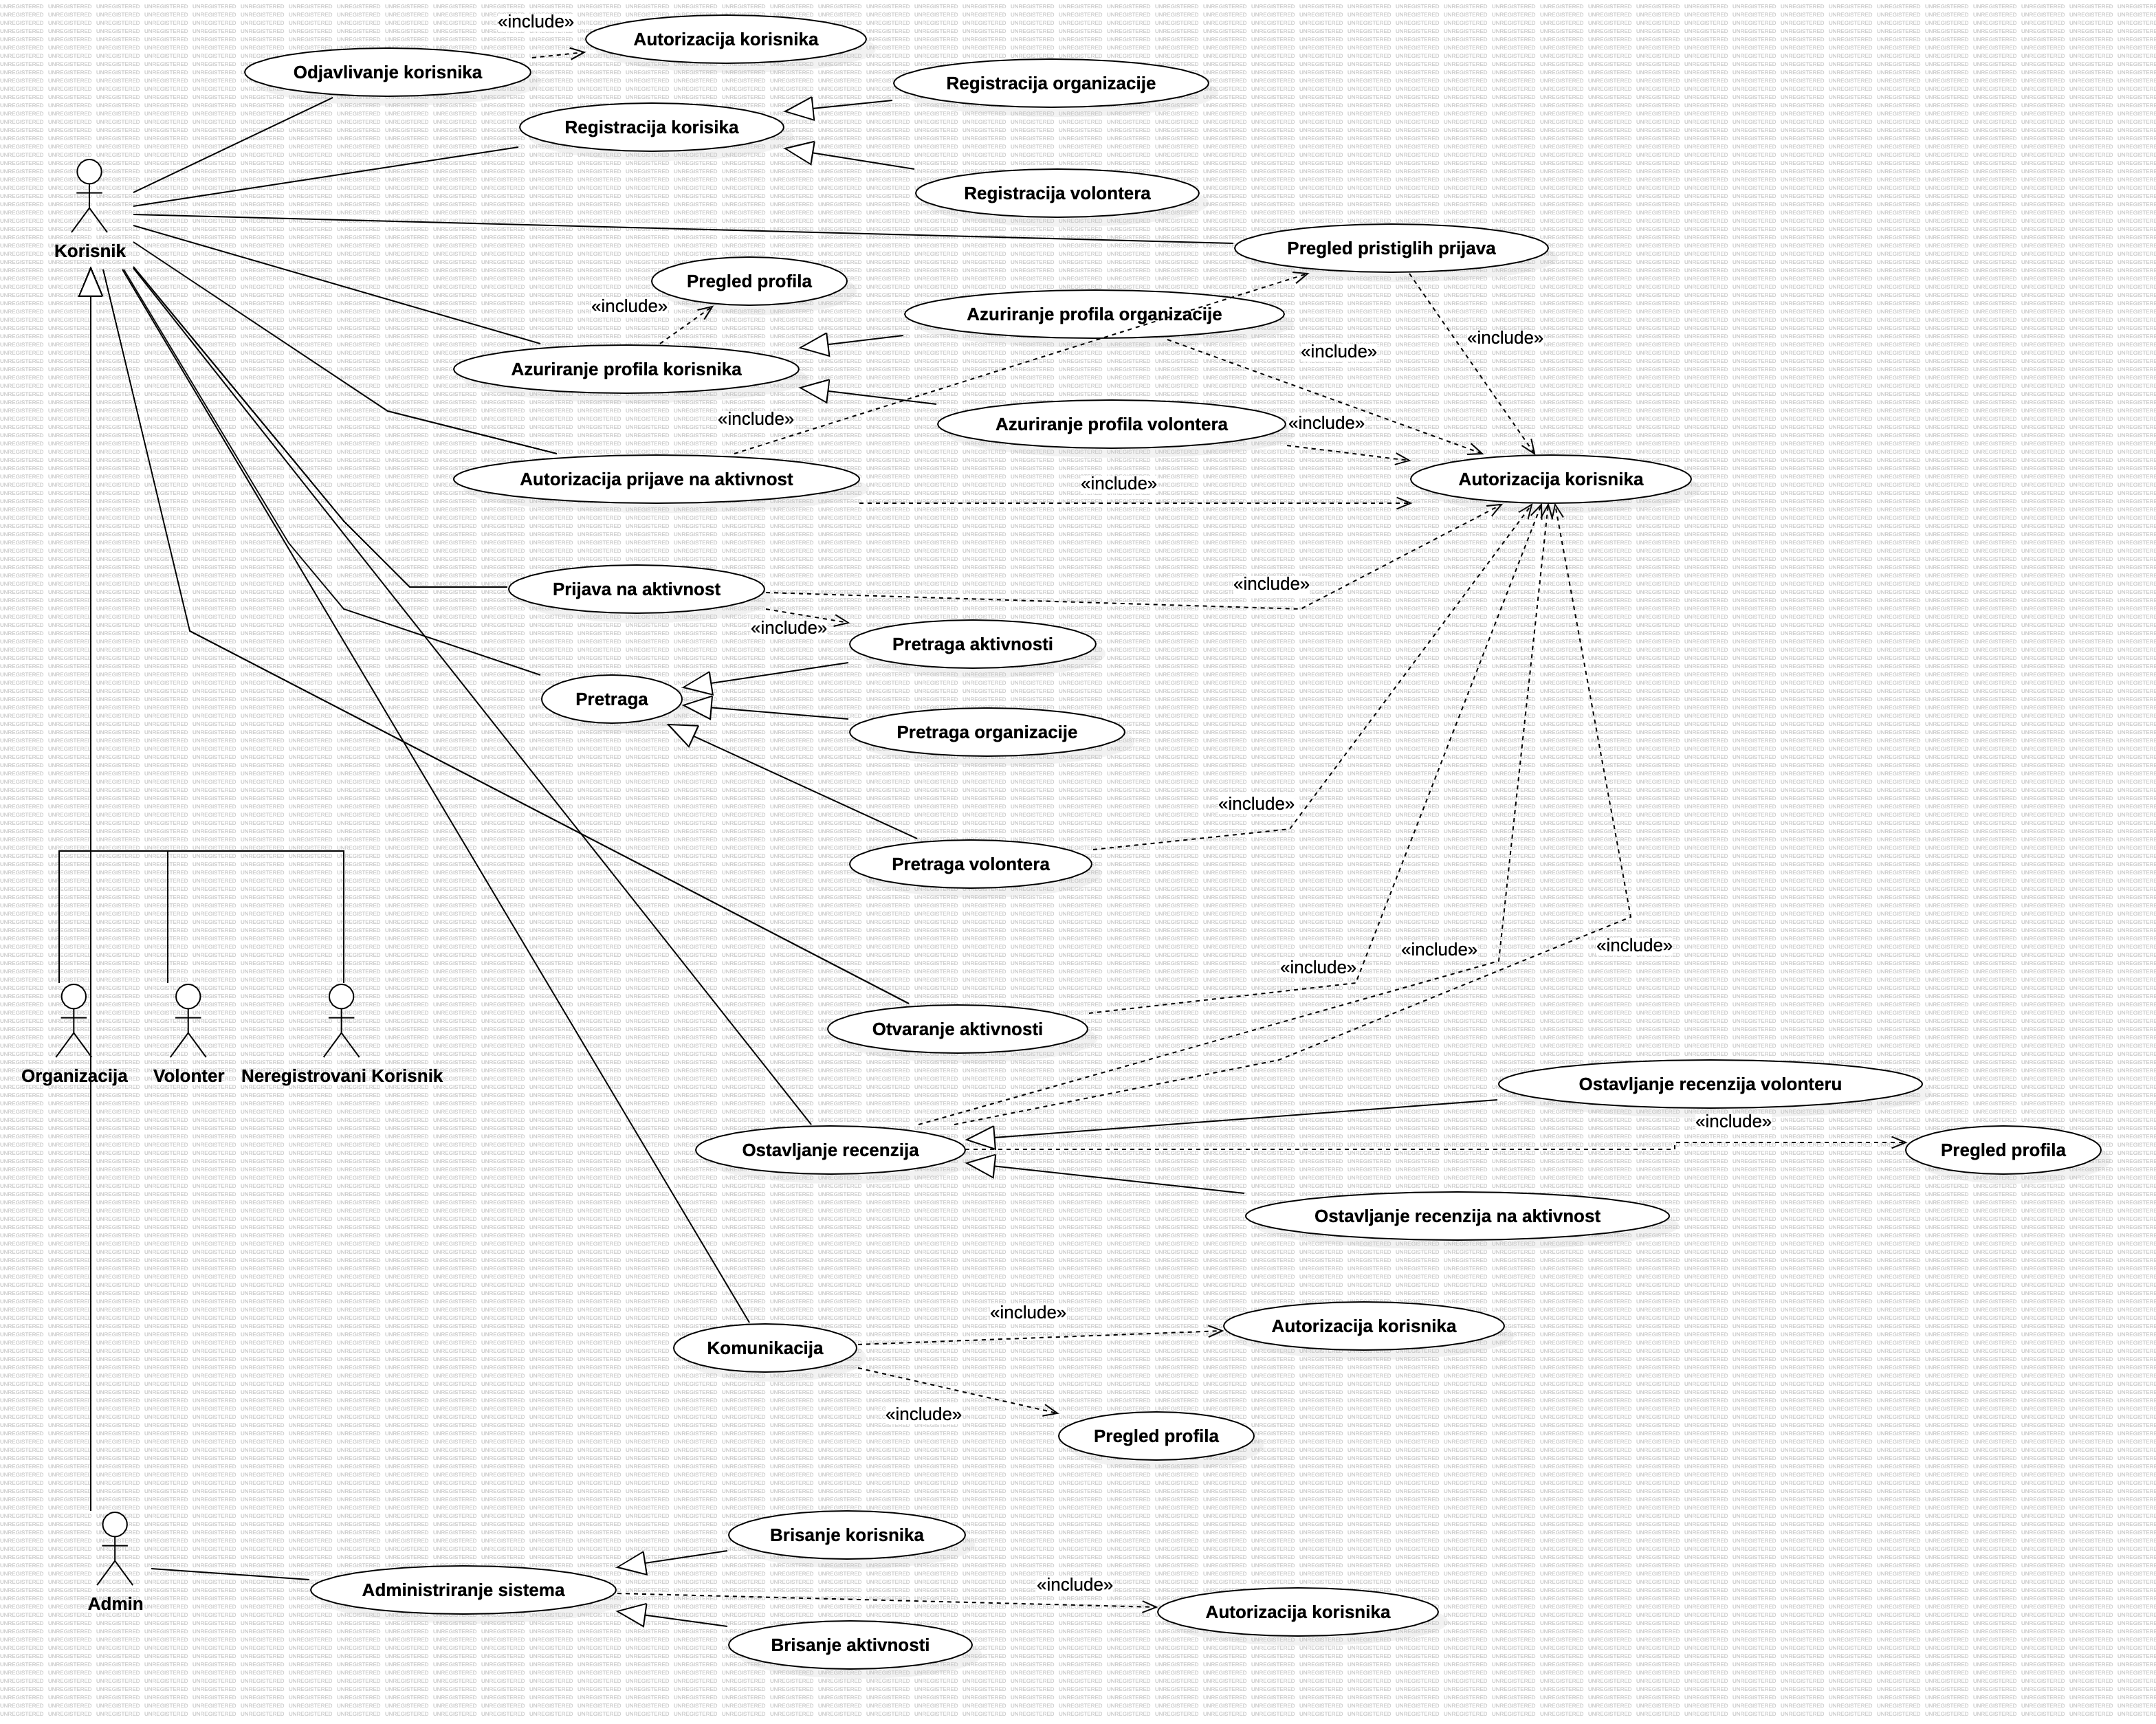 «include»
Autorizacija korisnika
Odjavlivanje korisnika
Registracija organizacije
Registracija korisika
Registracija volontera
Korisnik
Pregled pristiglih prijava
Pregled profila
«include»
Azuriranje profila organizacije
«include»
«include»
Azuriranje profila korisnika
«include»
Azuriranje profila volontera
«include»
Autorizacija prijave na aktivnost
«include»
Autorizacija korisnika
Prijava na aktivnost
«include»
«include»
Pretraga aktivnosti
Pretraga
Pretraga organizacije
«include»
Pretraga volontera
«include»
«include»
«include»
Otvaranje aktivnosti
Organizacija
Volonter
Neregistrovani Korisnik
Ostavljanje recenzija volonteru
«include»
Ostavljanje recenzija
Pregled profila
Ostavljanje recenzija na aktivnost
«include»
Autorizacija korisnika
Komunikacija
«include»
Pregled profila
Brisanje korisnika
Administriranje sistema
«include»
Admin
Autorizacija korisnika
Brisanje aktivnosti